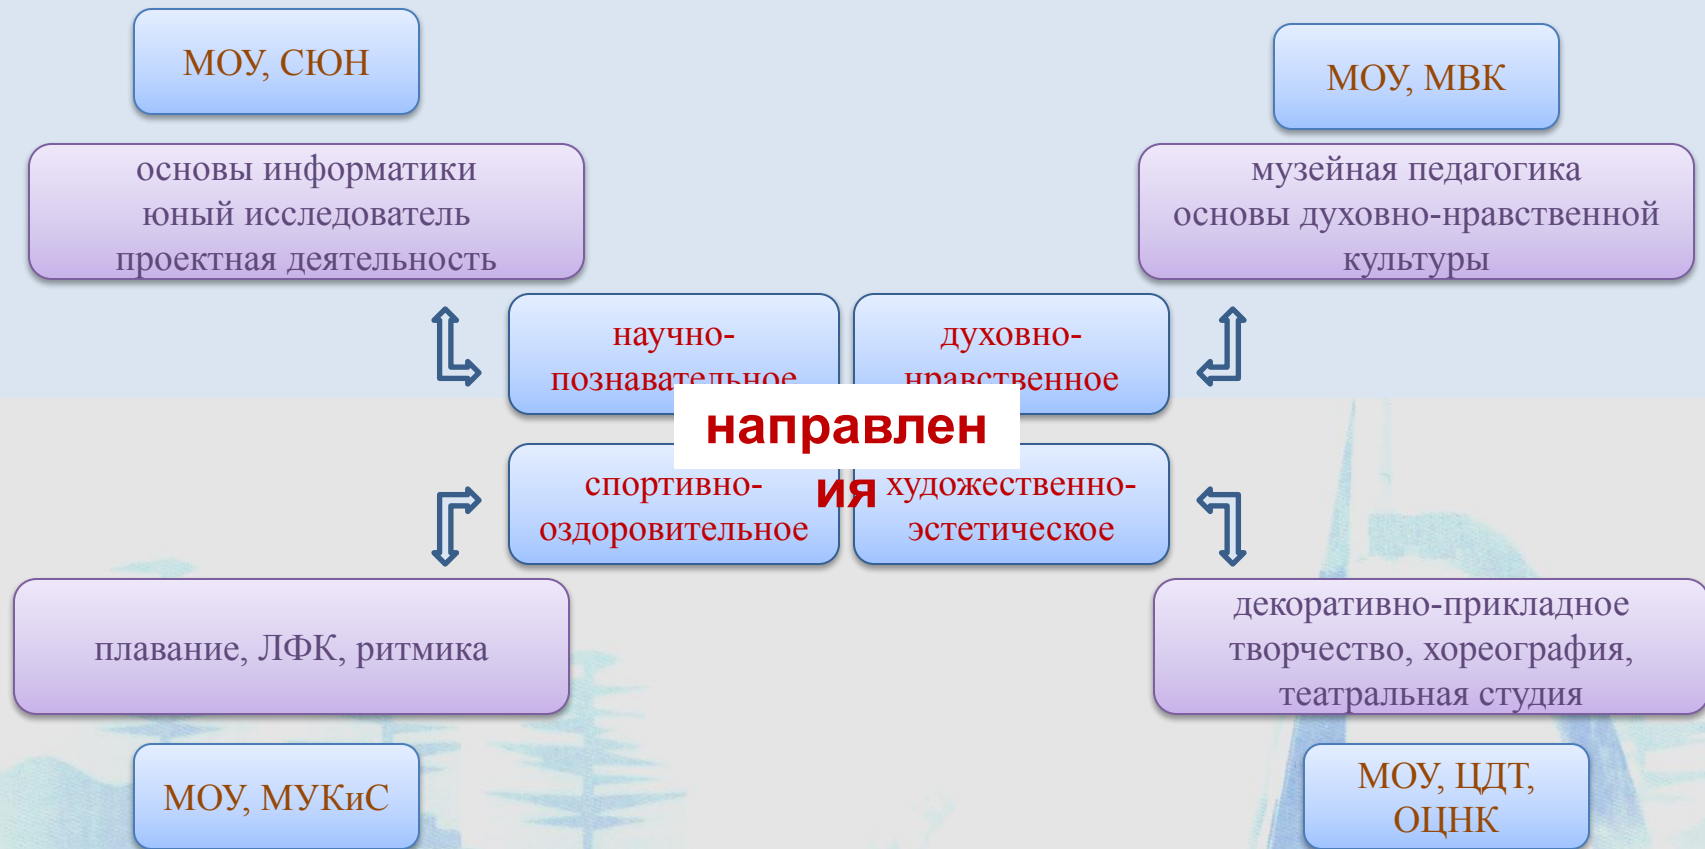 МОУ, СЮН
МОУ, МВК
основы информатики
юный исследователь
проектная деятельность
музейная педагогика
основы духовно-нравственной
культуры
научно-
познавательное
духовно-
нравственное
направлен
ия
спортивно-
оздоровительное
художественно-
эстетическое
плавание, ЛФК, ритмика
декоративно-прикладное
творчество, хореография,
театральная студия
МОУ, МУКиС
МОУ, ЦДТ,
ОЦНК